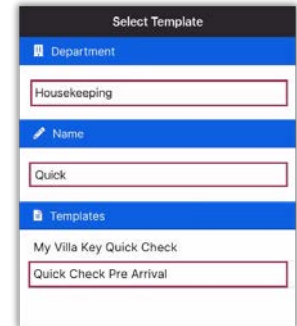 Select Template
Department
Housekeeping
Name
Quick
Templates
My Villa Key Quick Check
Quick Check Pre Arrival